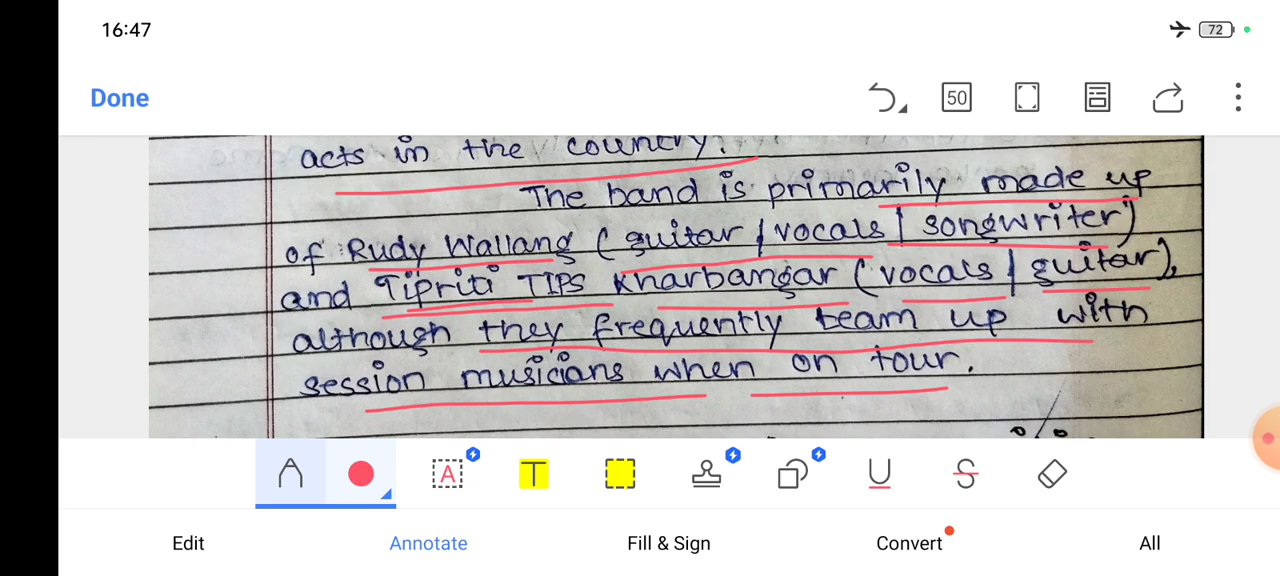 16:47
72
Done
50
acts in the country.
The band is primarily made up
of Rudy Wallang (guitar/vocals/songwriter)
and Tipriti TIPS Kharbangar (vocals/guitar),
although they frequently team up with
session musicians when on tour.
A
T
U
S
Edit
Annotate
Fill & Sign
Convert
All